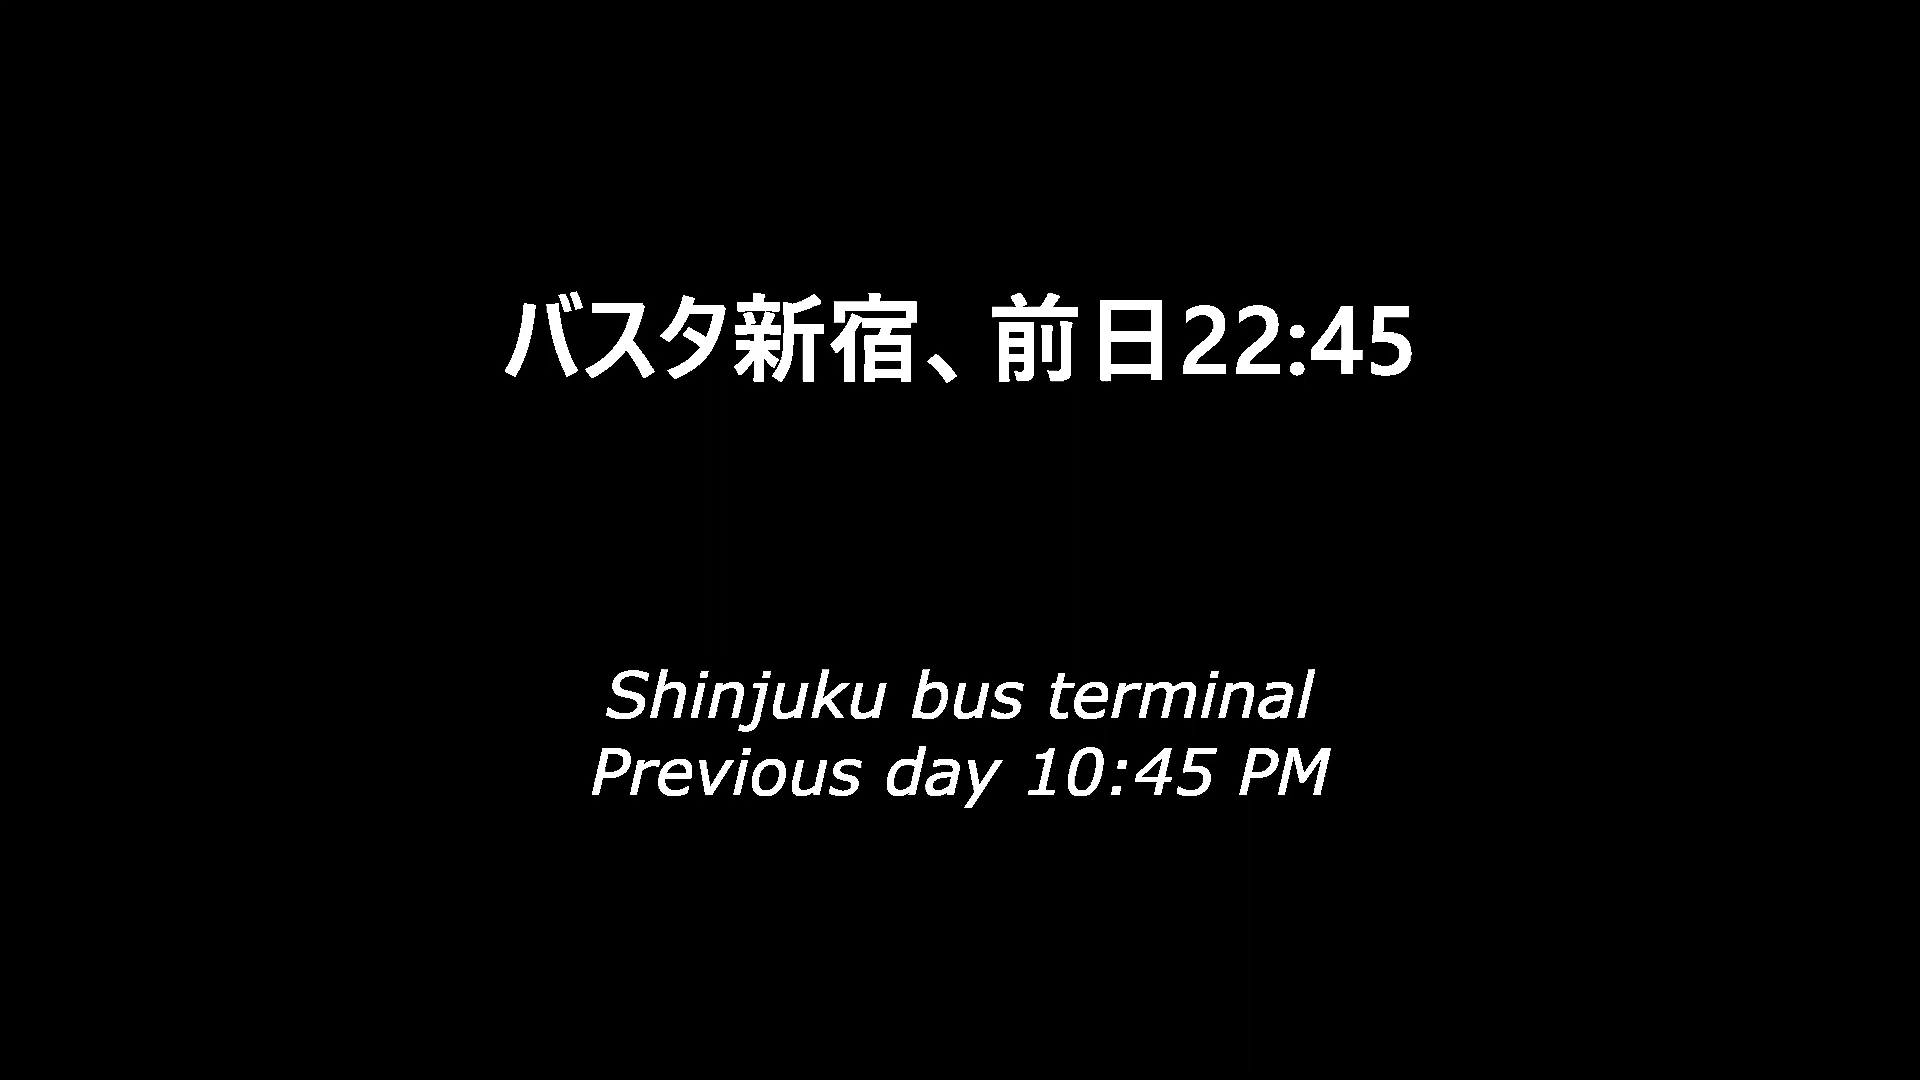 バスタ新宿、前日22:45
Shinjuku bus terminal
Previous day 10:45 PM